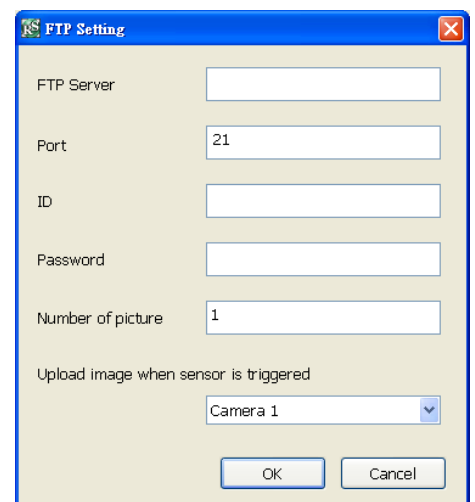 RS FTP Setting
FTP Server
Port 21
ID
Password
Number of picture 1
Upload image when sensor is triggered
Camera 1
OK Cancel